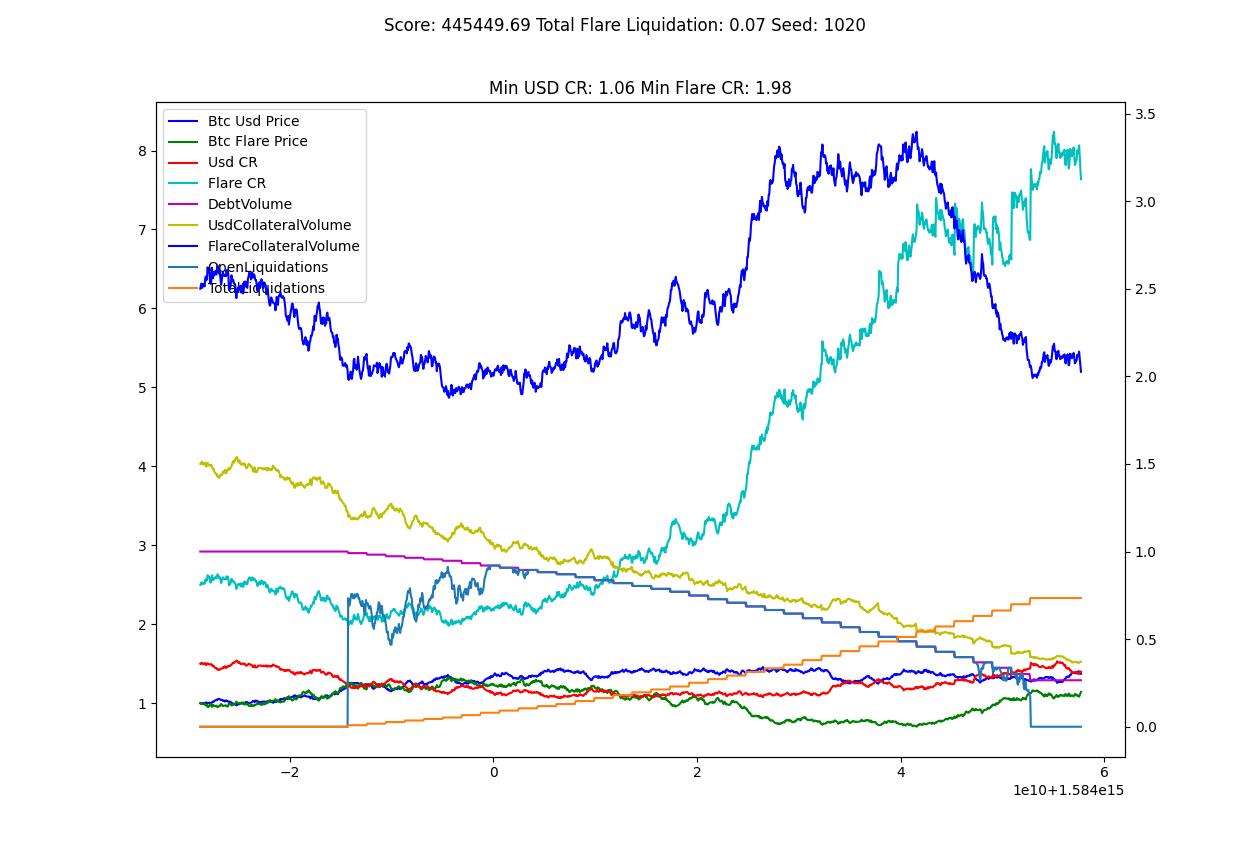 Score: 445449.69 Total Flare Liquidation: 0.07 Seed: 1020
Min USD CR: 1.06 Min Flare CR: 1.98
Btc Usd Price
Btc Flare Price
Usd CR
Flare CR
DebtVolume
UsdCollateralVolume
FlareCollateralVolume
OpenLiquidations
TotalLiquidations
8
7
6
5
4
3
2
1
3.5
3.0
2.5
2.0
1.5
1.0
0.5
0.0
−2
0
2
4
6
1e10+1.584e15